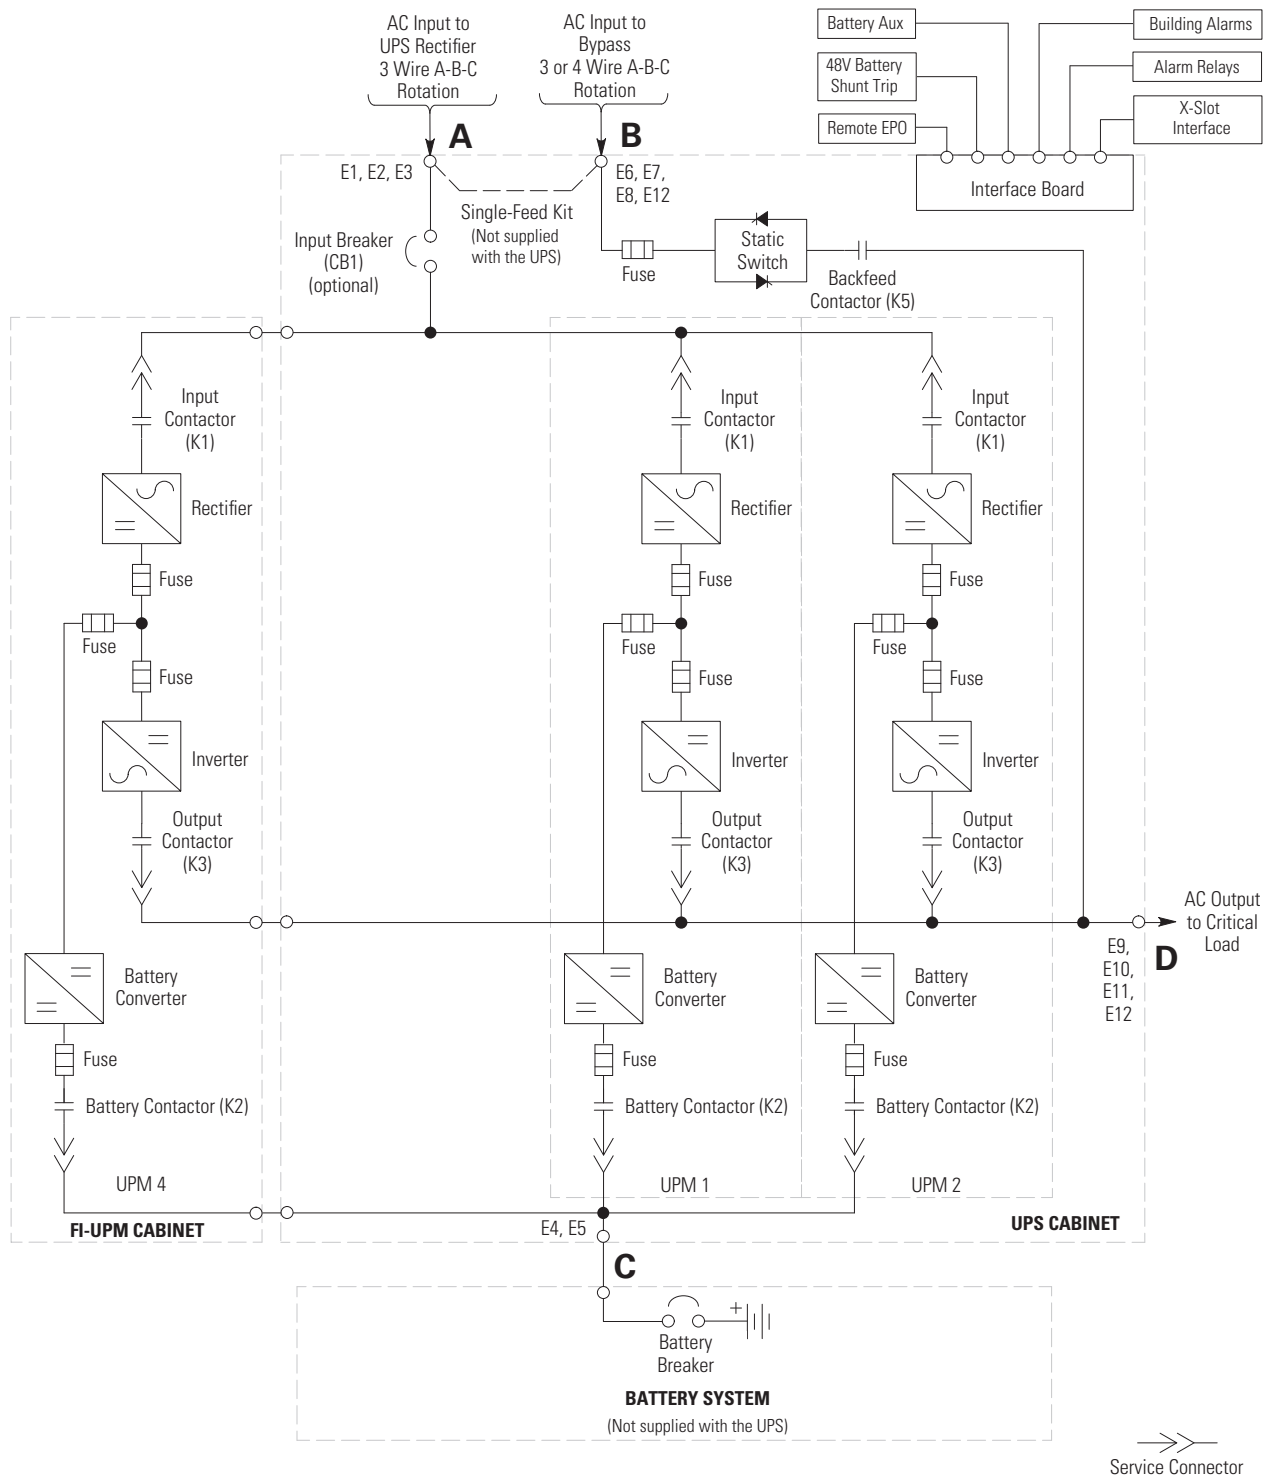 AC Input to
UPS Rectifier
3 Wire A-B-C
Rotation
AC Input to
Bypass
3 or 4 Wire A-B-C
Rotation
Battery Aux
48V Battery
Shunt Trip
Remote EPO
Building Alarms
Alarm Relays
X-Slot
Interface
Interface Board
A
B
E1, E2, E3
E6, E7,
E8, E12
Single-Feed Kit
(Not supplied
with the UPS)
Input Breaker
(CB1)
(optional)
Fuse
Static
Switch
Backfeed
Contactor (K5)
Input
Contactor
(K1)
Input
Contactor
(K1)
Input
Contactor
(K1)
Rectifier
Rectifier
Rectifier
Fuse
Fuse
Fuse
Fuse
Fuse
Fuse
Fuse
Fuse
Fuse
Inverter
Inverter
Inverter
Output
Contactor
(K3)
Output
Contactor
(K3)
Output
Contactor
(K3)
AC Output
to Critical
Load
E9,
E10,
E11,
E12
D
Battery
Converter
Battery
Converter
Battery
Converter
Fuse
Fuse
Fuse
Battery Contactor (K2)
Battery Contactor (K2)
Battery Contactor (K2)
UPM 4
UPM 1
UPM 2
FI-UPM CABINET
E4, E5
UPS CABINET
C
+
Battery
Breaker
BATTERY SYSTEM
(Not supplied with the UPS)
Service Connector